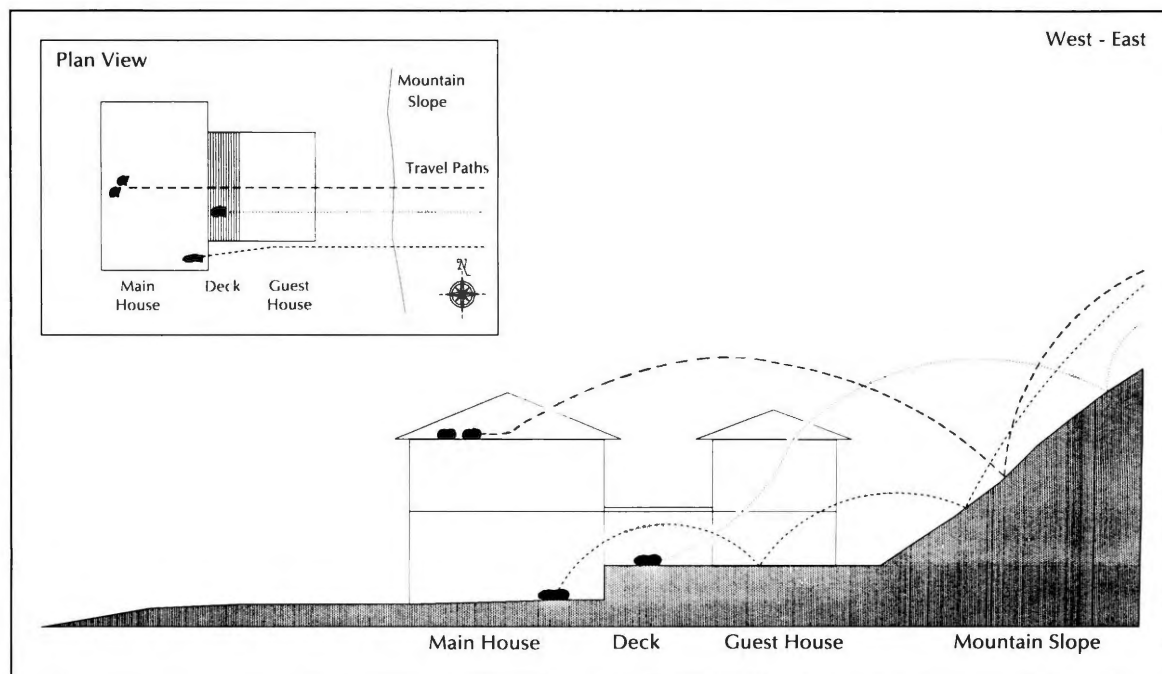 West - East
Plan View
Mountain
Slope
Travel Paths
N
Main
House
Deck
Guest
House
Main House
Deck
Guest House
Mountain Slope